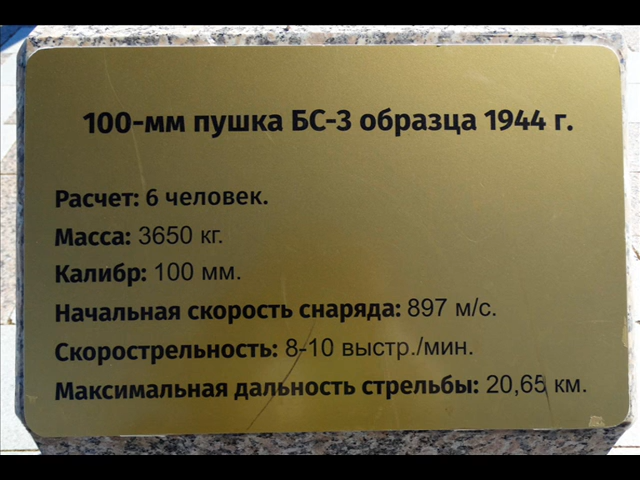 100-мм пушка БС-3 образца 1944 г.
Расчет: 6 человек.
Масса: 3650 кг.
Калибр: 100 мм.
Начальная скорость снаряда: 897 м/с.
Скорострельность: 8-10 выстр./мин.
Максимальная дальность стрельбы: 20,65 км.